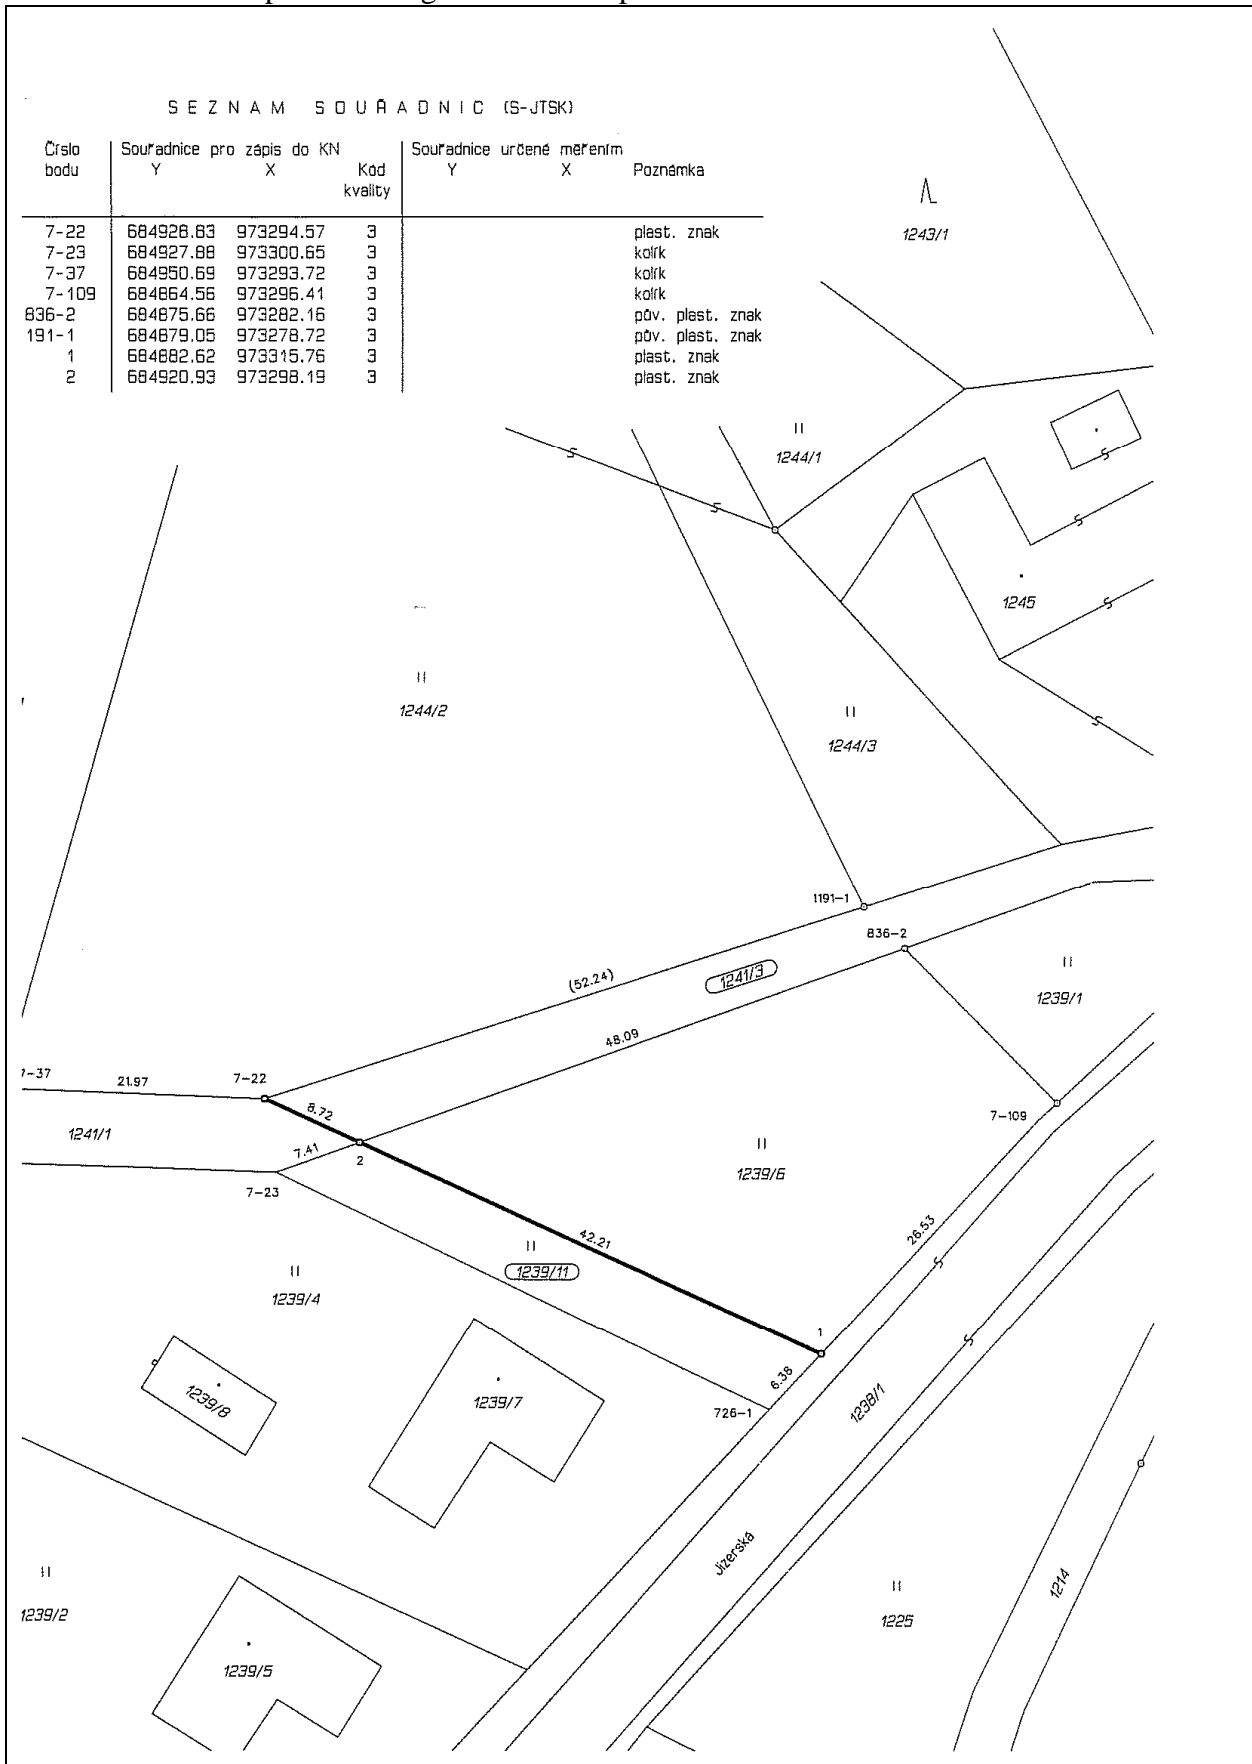 SEZNAM SOUŘADNIC (S-JTSK)
Číslo bodu Souřadnice pro zápis do KN Souřadnice určené měřením
Y X Kód kvality Y X Poznámka
7-22 684928.83 973294.57 3 plast. znak
7-23 684927.88 973300.65 3 kolík
7-37 684950.69 973293.72 3 kolík
7-109 684864.56 973296.41 3 kolík
836-2 684875.66 973282.16 3 pův. plast. znak
191-1 684879.05 973278.72 3 pův. plast. znak
1 684882.62 973315.76 3 plast. znak
2 684920.93 973298.19 3 plast. znak
1243/1
1244/1
1245
1244/2
1244/3
1191-1
836-2
(52.24)
1241/3
1239/1
48.09
7-37
21.97
7-22
8.72
7-109
1241/1
7.41
2
1239/6
7-23
26.53
42.21
1239/11
1239/4
1
6.38
1239/8
1239/7
726-1
1238/1
Jizerská
1214
1239/2
1225
1239/5